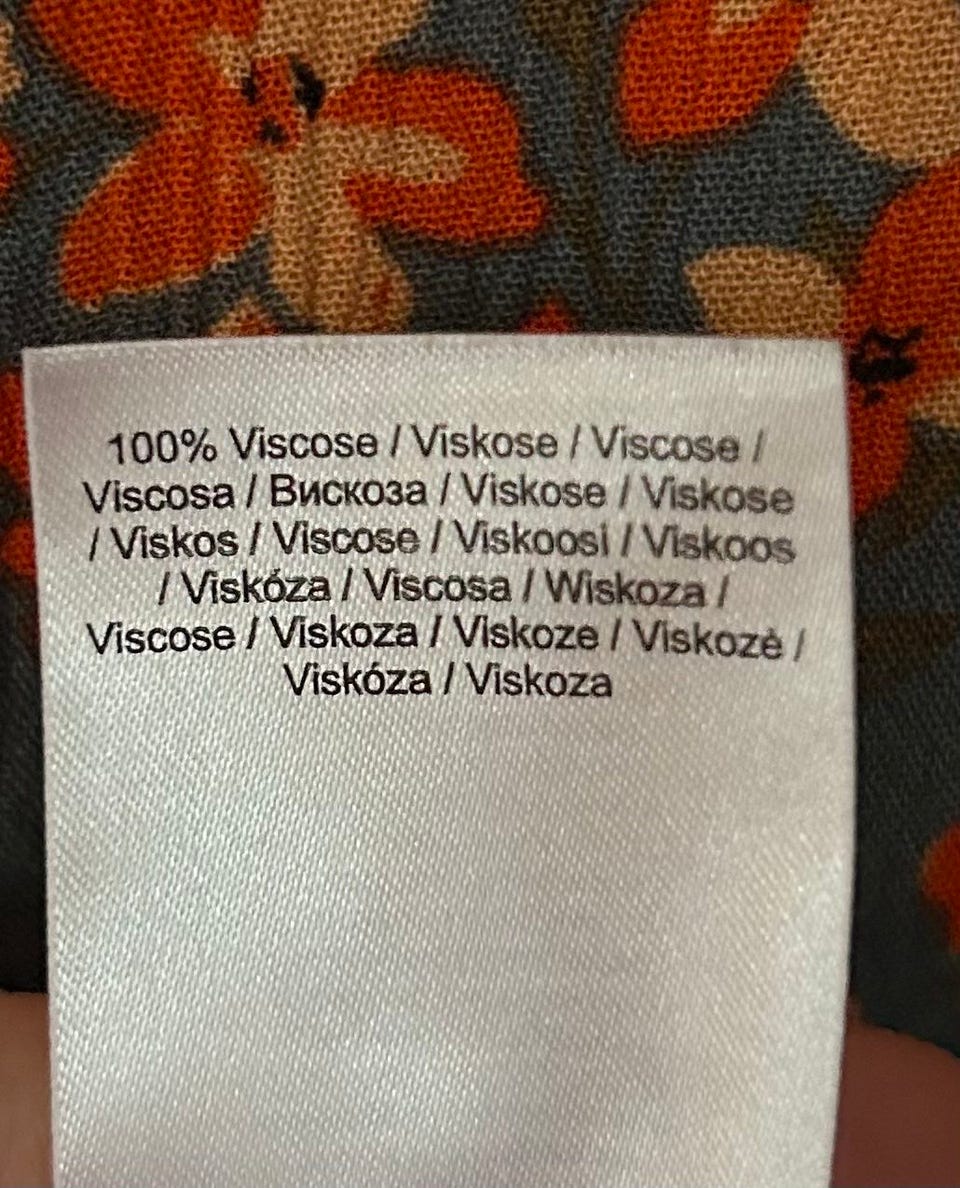 100% Viscose / Viskose / Viscose /
Viscosa / Вискоза / Viskose / Viskose
/ Viskos / Viscose / Viskoosi / Viskoos
/ Viskóza / Viscosa / Wiskoza /
Viscose / Viskoza / Viskoze / Viskozė /
Viskóza / Viskoza